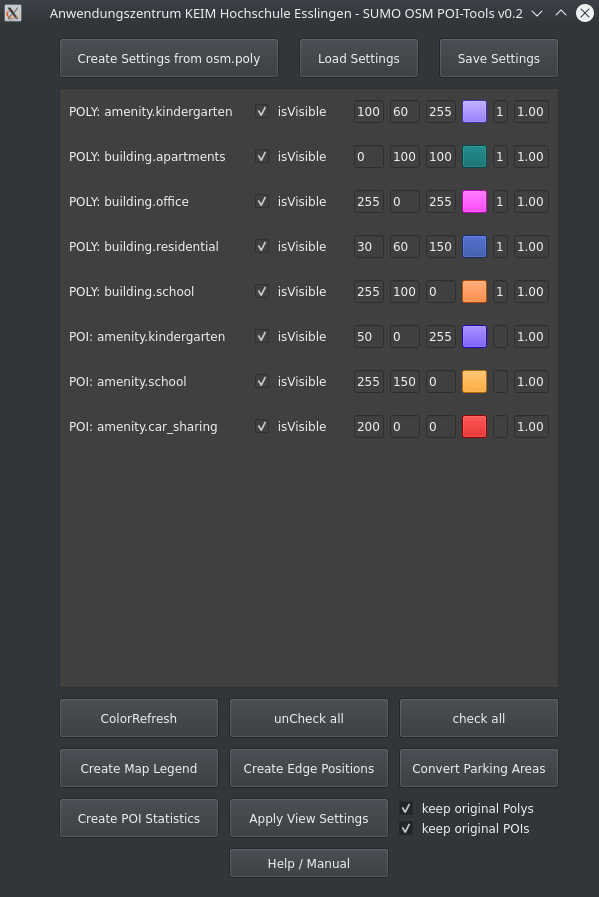 Anwendungszentrum KEIM Hochschule Esslingen - SUMO OSM POI-Tools v0.2
Create Settings from osm.poly Load Settings Save Settings
POLY: amenity.kindergarten isVisible 100 60 255 1 1.00
POLY: building.apartments isVisible 0 100 100 1 1.00
POLY: building.office isVisible 255 0 255 1 1.00
POLY: building.residential isVisible 30 60 150 1 1.00
POLY: building.school isVisible 255 100 0 1 1.00
POI: amenity.kindergarten isVisible 50 0 255 1.00
POI: amenity.school isVisible 255 150 0 1.00
POI: amenity.car_sharing isVisible 200 0 0 1.00
ColorRefresh unCheck all check all
Create Map Legend Create Edge Positions Convert Parking Areas
Create POI Statistics Apply View Settings keep original Polys
keep original POIs
Help / Manual